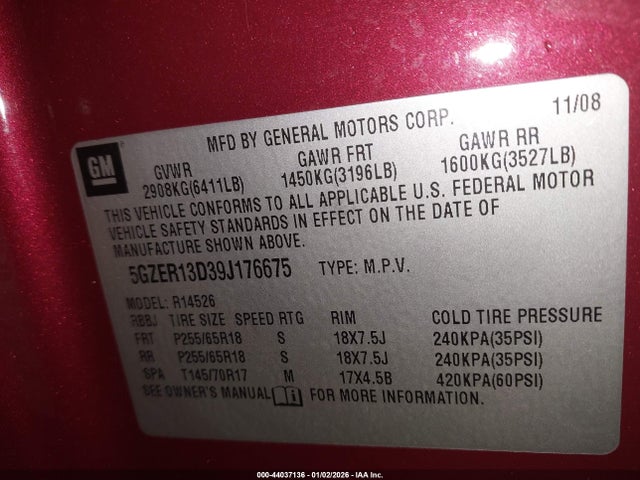 11/08
MFD BY GENERAL MOTORS CORP.
GM
GVWR GAWR FRT GAWR RR
2908KG(6411LB) 1450KG(3196LB) 1600KG(3527LB)
THIS VEHICLE CONFORMS TO ALL APPLICABLE U.S. FEDERAL MOTOR
VEHICLE SAFETY STANDARDS IN EFFECT ON THE DATE OF
MANUFACTURE SHOWN ABOVE.
5GZER13D39J176675 TYPE: M.P.V.
MODEL: R14526
RBBJ TIRE SIZE SPEED RTG RIM COLD TIRE PRESSURE
FRT P255/65R18 S 18X7.5J 240KPA(35PSI)
RR P255/65R18 S 18X7.5J 240KPA(35PSI)
SPA T145/70R17 M 17X4.5B 420KPA(60PSI)
SEE OWNER'S MANUAL FOR MORE INFORMATION.
000-44037136 - 01/02/2026 - IAA Inc.